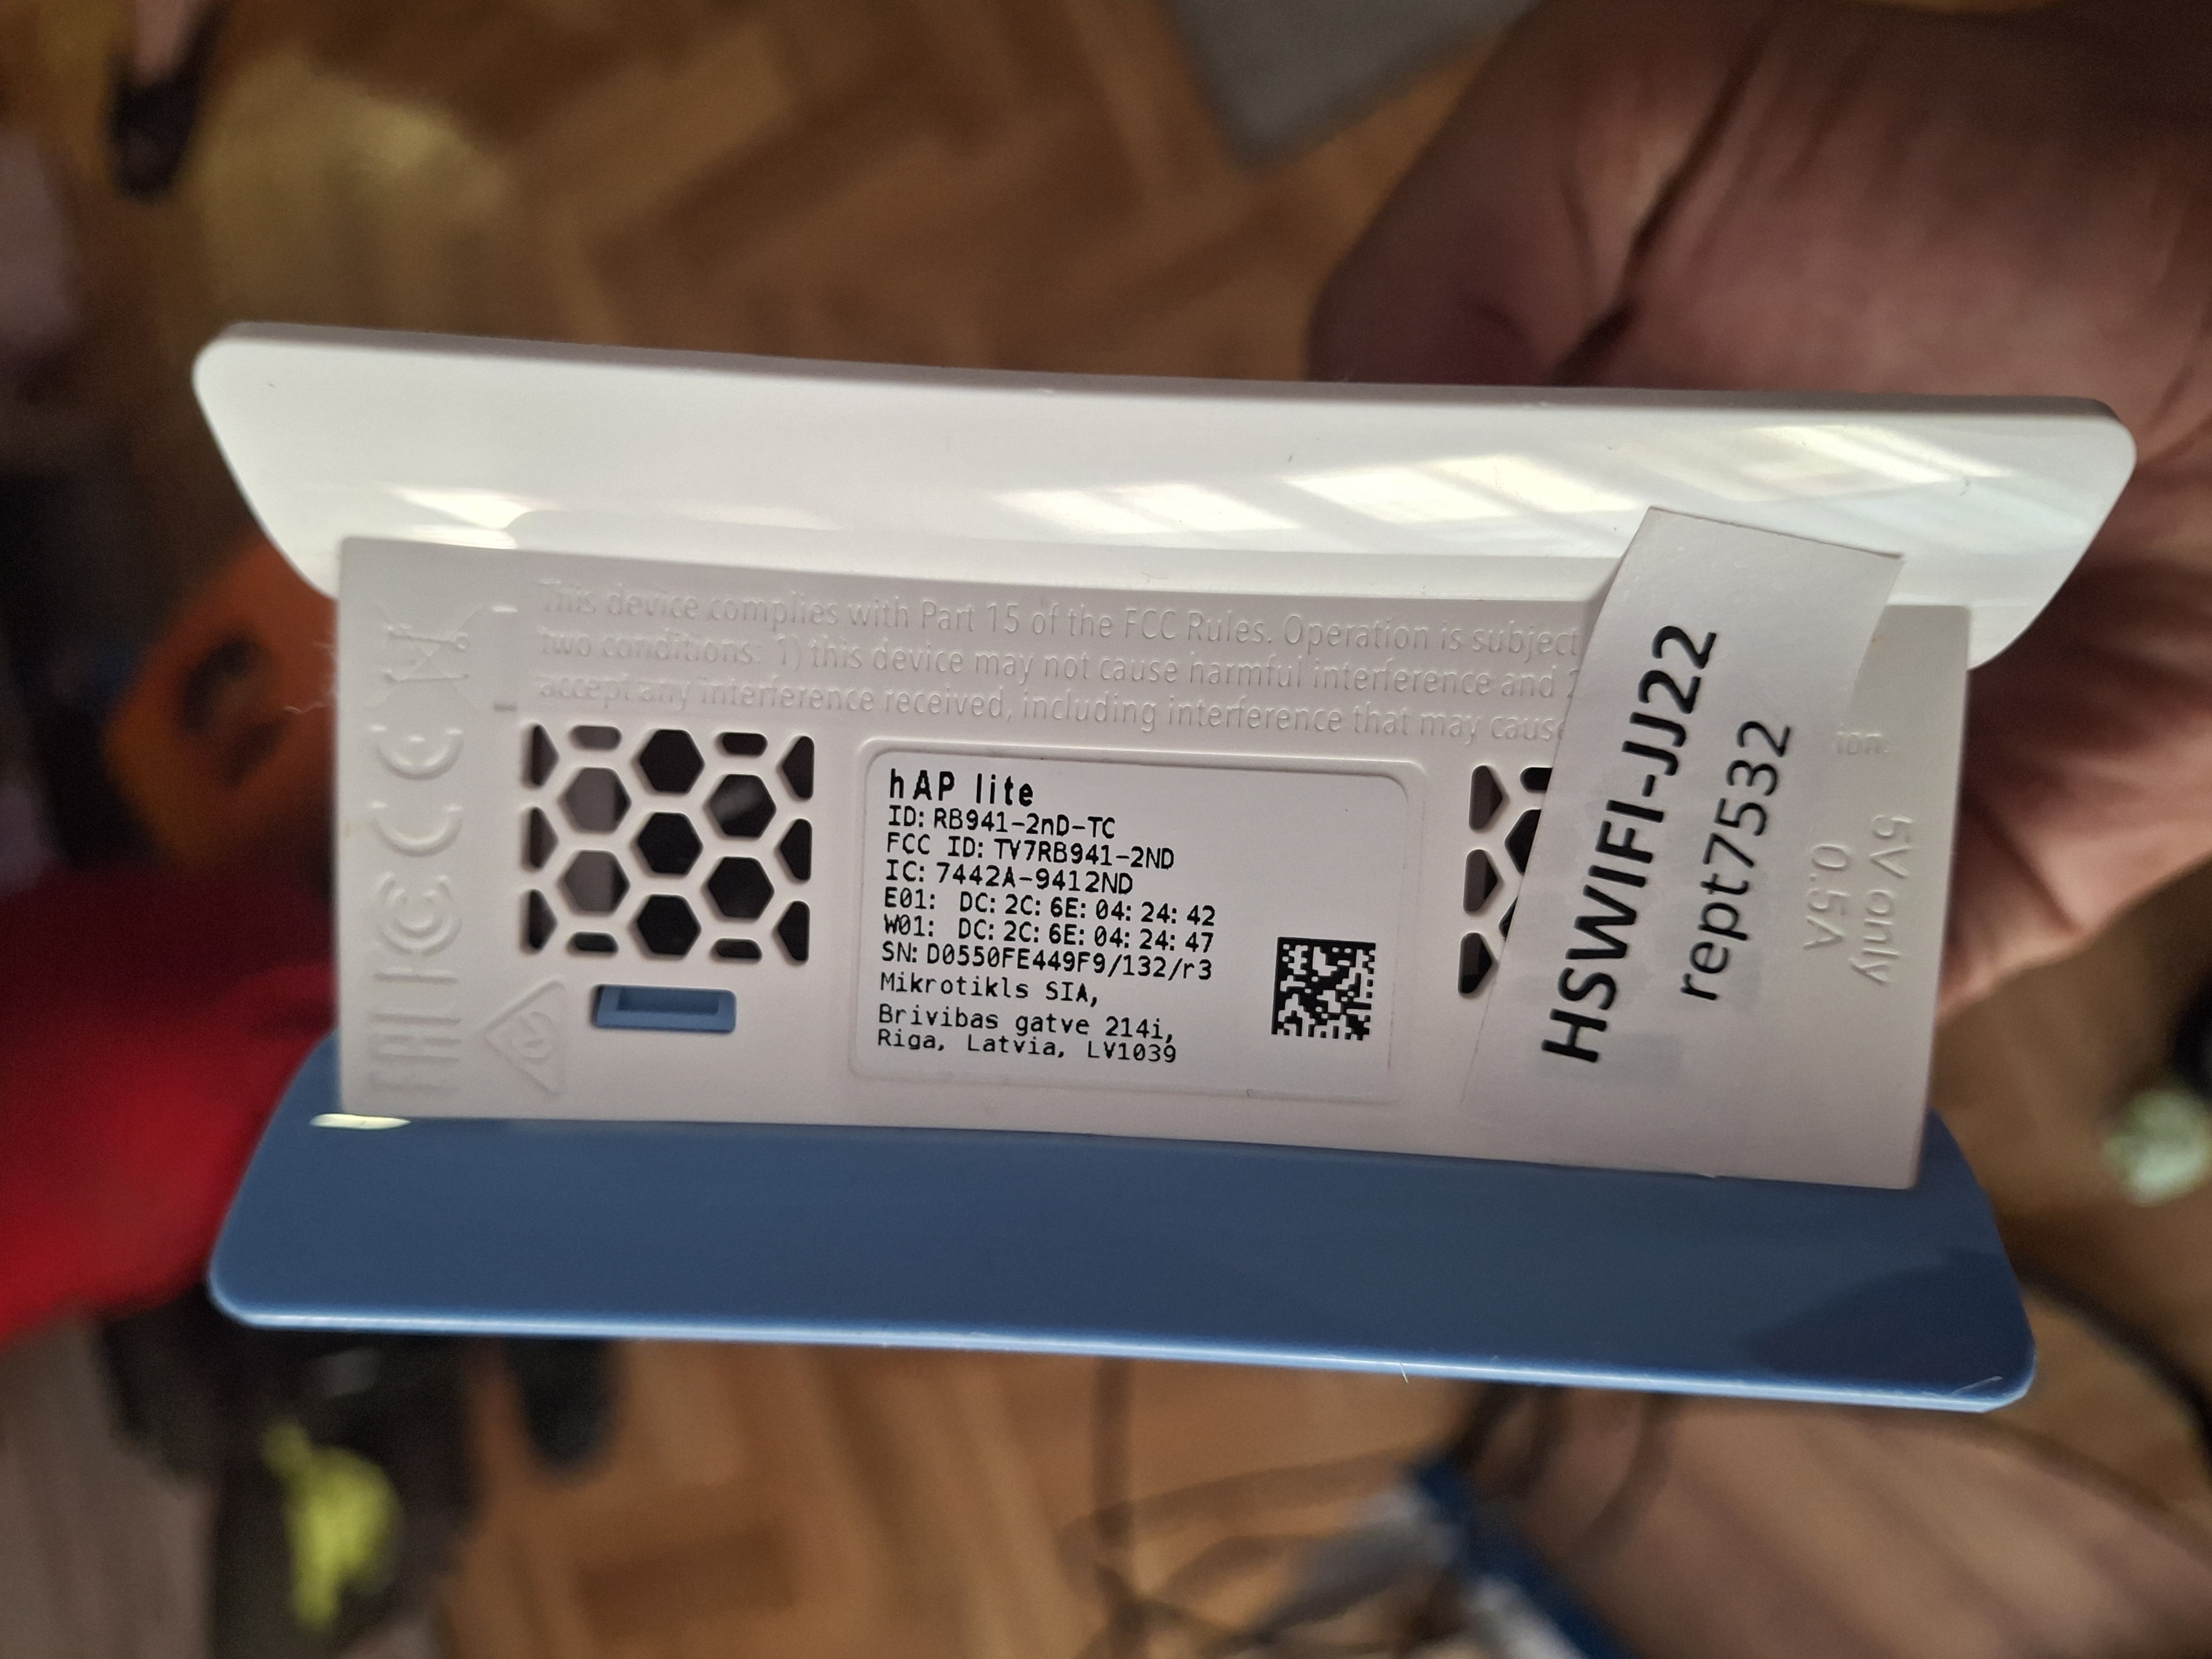 This device complies with Part 15 of the FCC Rules. Operation is subject
two conditions: 1) this device may not cause harmful interference and 2
accept any interference received, including interference that may cause
ion.
hAP lite
ID: RB941-2nD-TC
FCC ID: TV7RB941-2ND
IC: 7442A-9412ND
E01: DC:2C:6E:04:24:42
W01: DC:2C:6E:04:24:47
SN: D0550FE449F9/132/r3
Mikrotikls SIA,
Brivibas gatve 214i,
Riga, Latvia, LV1039
HSWIFI-JJ22
rept7532
5V only
0.5A
CE
EAC